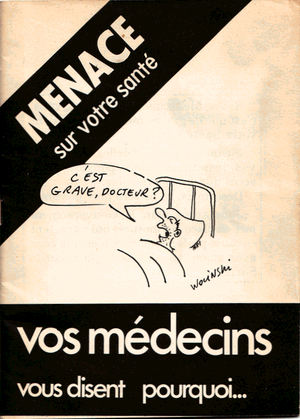 MENACE
sur votre santé
C'EST
GRAVE, DOCTEUR?
WOLINSKI
vos médecins
vous disent pourquoi...